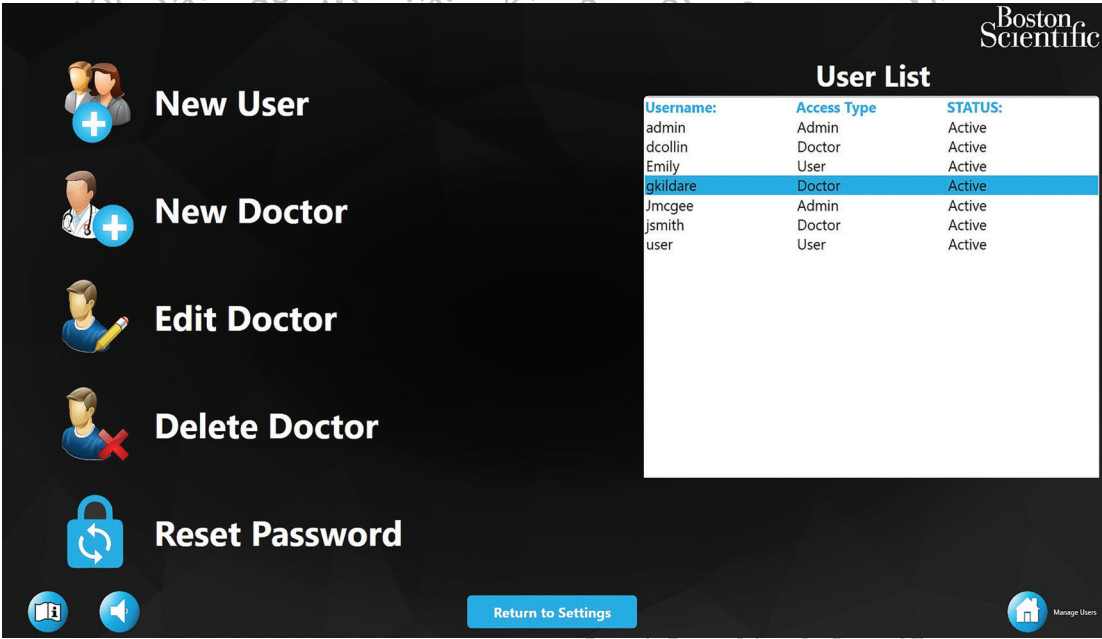 Boston
Scientific
New User
New Doctor
Edit Doctor
Delete Doctor
Reset Password
User List
Username: Access Type STATUS:
admin Admin Active
dcollin Doctor Active
Emily User Active
gkildare Doctor Active
Jmcgee Admin Active
jsmith Doctor Active
user User Active
Return to Settings
Manage Users